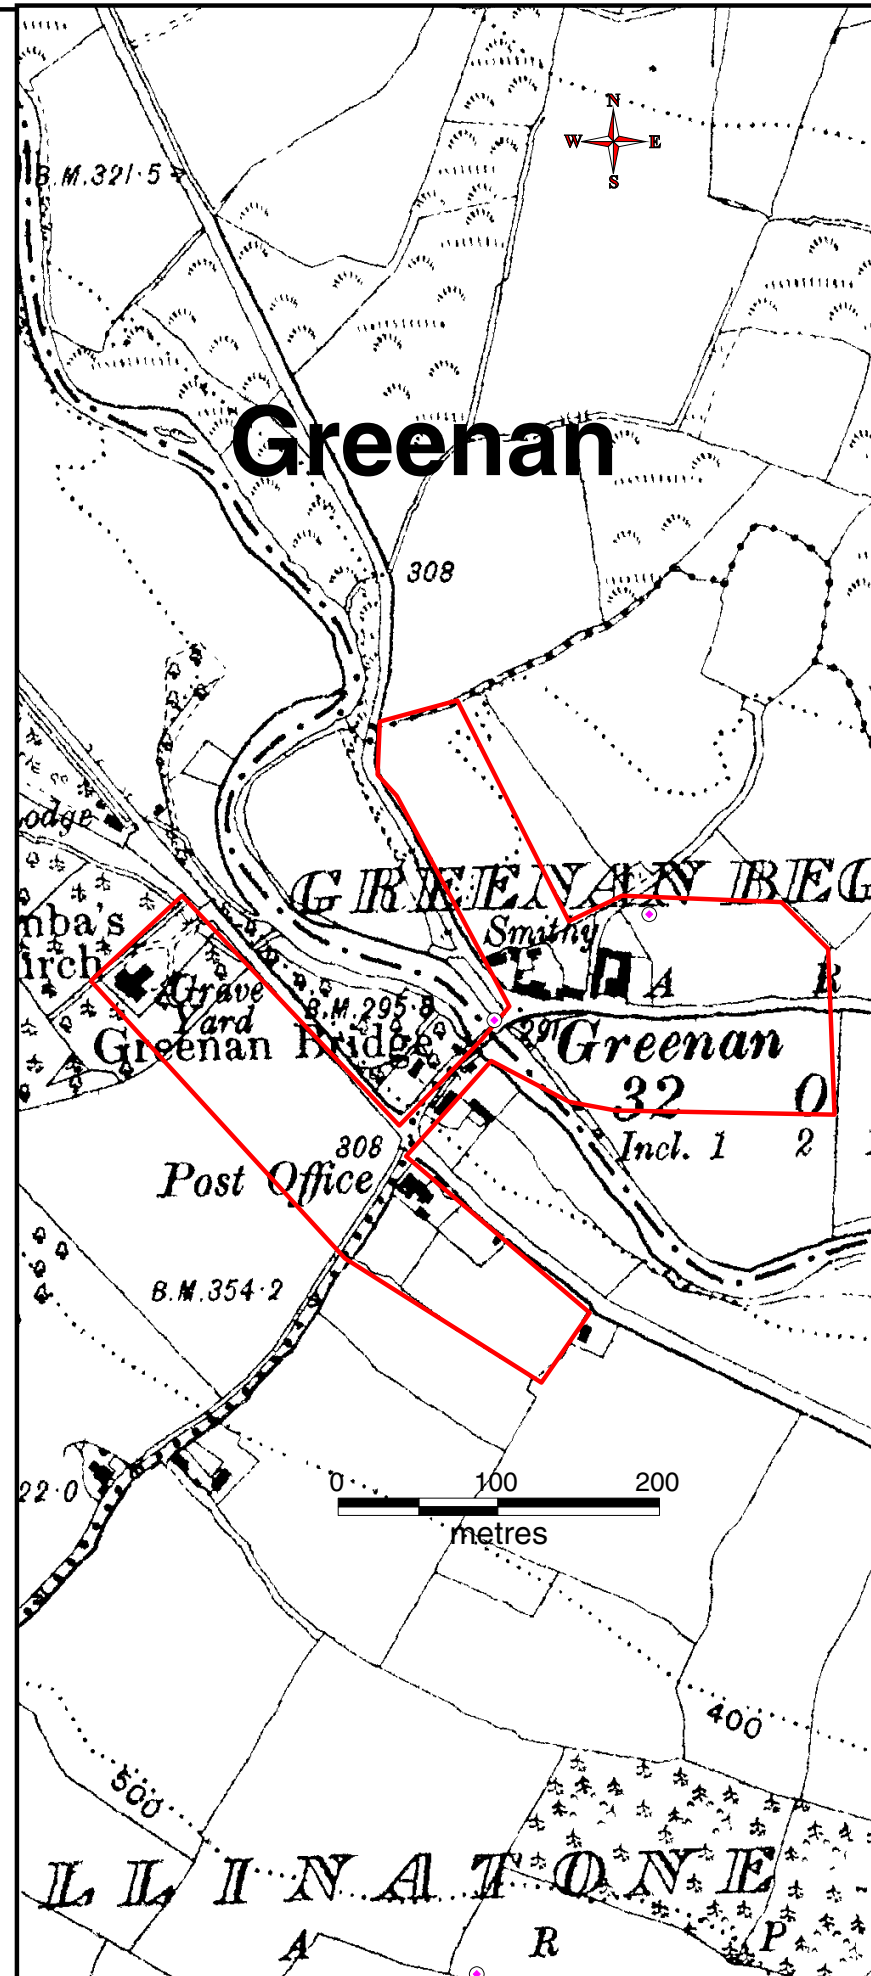 N
W E
S
B.M.321·5
Greenan
308
odge
GREENAN BEG
mba's
irch
Smithy
Grave
Yard
B.M.295·8
A R
Greenan Bridge
291
Greenan
32 0
Incl. 1 2
308
Post Office
B.M.354·2
22·0
0 100 200
metres
400
500
LLINATONE
A R P